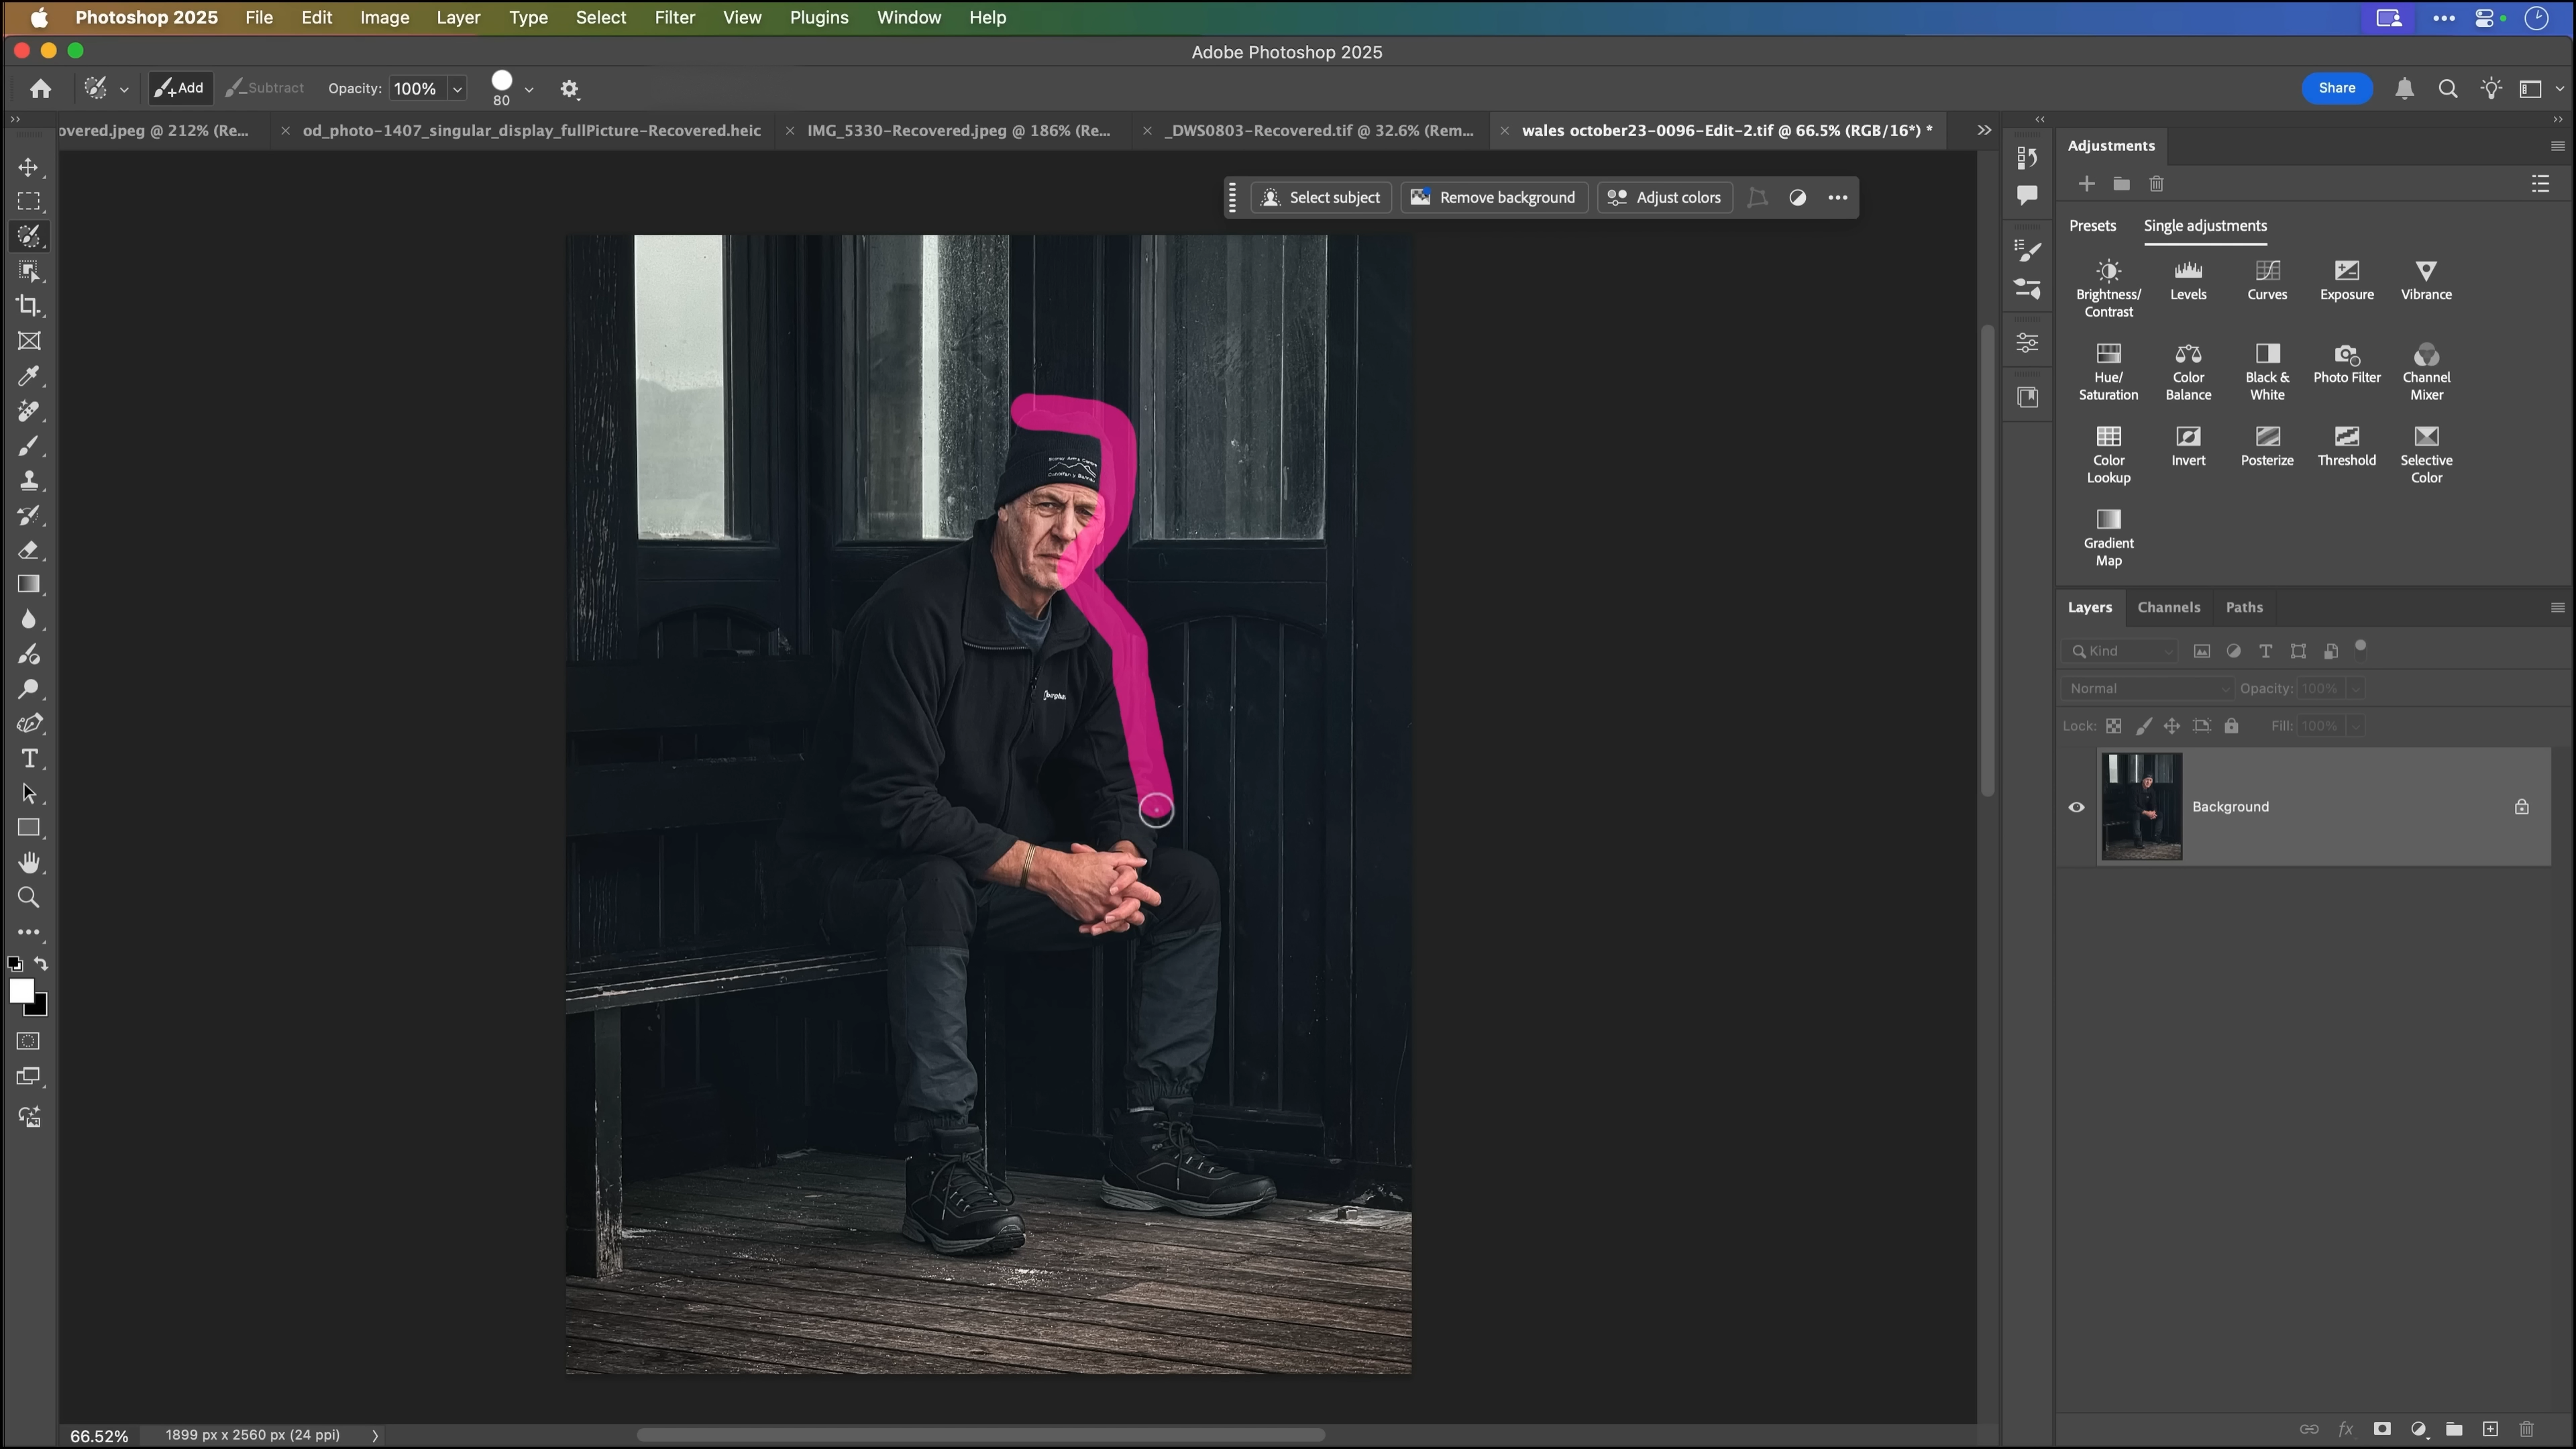 Photoshop 2025 File Edit Image Layer Type Select Filter View Plugins Window Help
Adobe Photoshop 2025
Add Subtract Opacity: 100% 80 Share
overed.jpeg @ 212% (Re... od_photo-1407_singular_display_fullPicture-Recovered.heic IMG_5330-Recovered.jpeg @ 186% (Re... _DWS0803-Recovered.tif @ 32.6% (Rem... wales october23-0096-Edit-2.tif @ 66.5% (RGB/16*) *
Select subject Remove background Adjust colors
Adjustments
Presets Single adjustments
Brightness/
Contrast
Levels
Curves
Exposure
Vibrance
Hue/
Saturation
Color
Balance
Black &
White
Photo Filter
Channel
Mixer
Color
Lookup
Invert
Posterize
Threshold
Selective
Color
Gradient
Map
Layers Channels Paths
Kind
Normal Opacity: 100%
Lock: Fill: 100%
Background
fx
66.52% 1899 px x 2560 px (24 ppi)